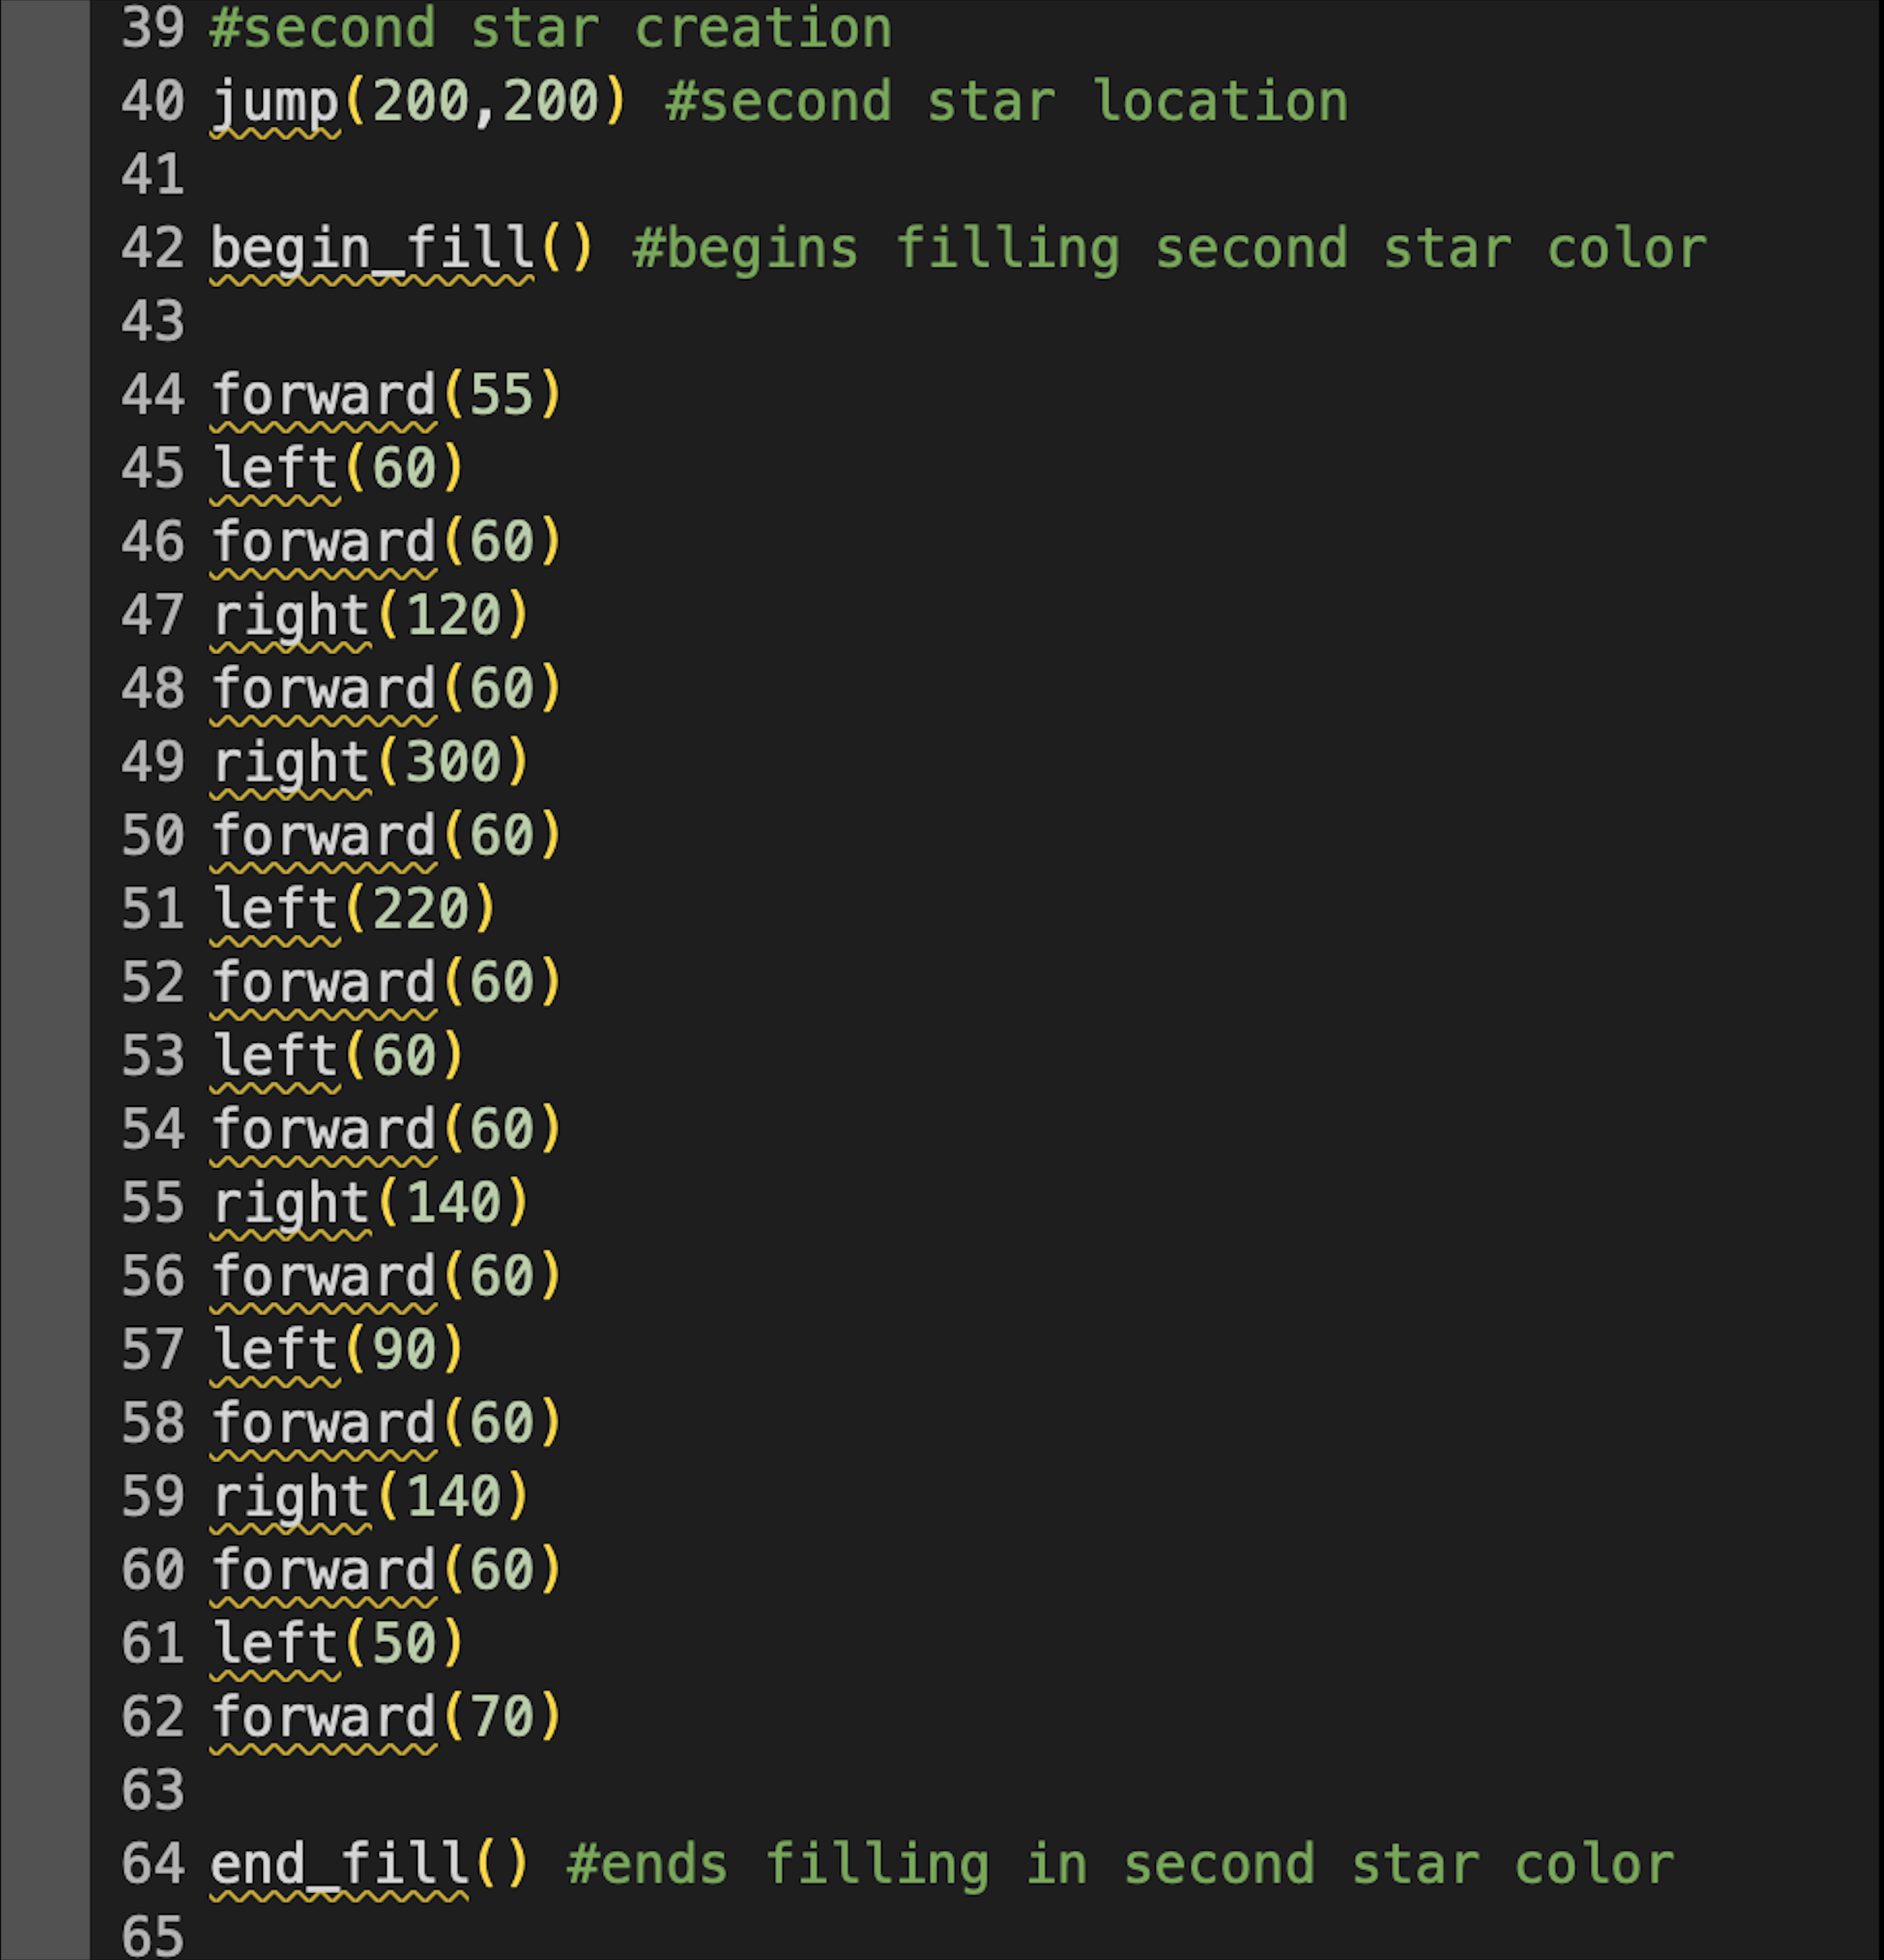 39 #second star creation
40 jump(200,200) #second star location
41
42 begin_fill() #begins filling second star color
43
44 forward(55)
45 left(60)
46 forward(60)
47 right(120)
48 forward(60)
49 right(300)
50 forward(60)
51 left(220)
52 forward(60)
53 left(60)
54 forward(60)
55 right(140)
56 forward(60)
57 left(90)
58 forward(60)
59 right(140)
60 forward(60)
61 left(50)
62 forward(70)
63
64 end_fill() #ends filling in second star color
65